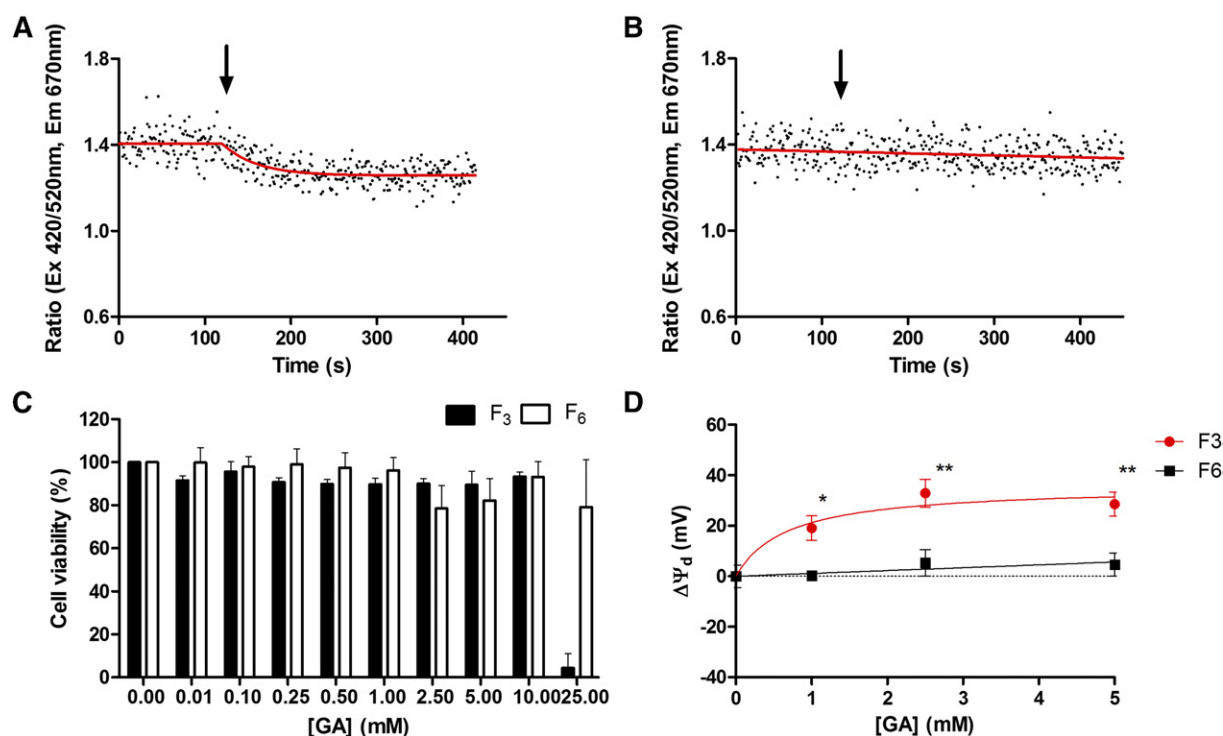 A
Ratio (Ex 420/520nm, Em 670nm)
1.8
1.4
1.0
0.6
0 100 200 300 400
Time (s)
B
Ratio (Ex 420/520nm, Em 670nm)
1.8
1.4
1.0
0.6
0 100 200 300 400
Time (s)
C
F3 F6
Cell viability (%)
120
100
80
60
40
20
0
0.00 0.01 0.10 0.25 0.50 1.00 2.50 5.00 10.00 25.00
[GA] (mM)
D
ΔΨd (mV)
60
40
20
0
-20
-40
* ** **
0 1 2 3 4 5
[GA] (mM)
F3
F6